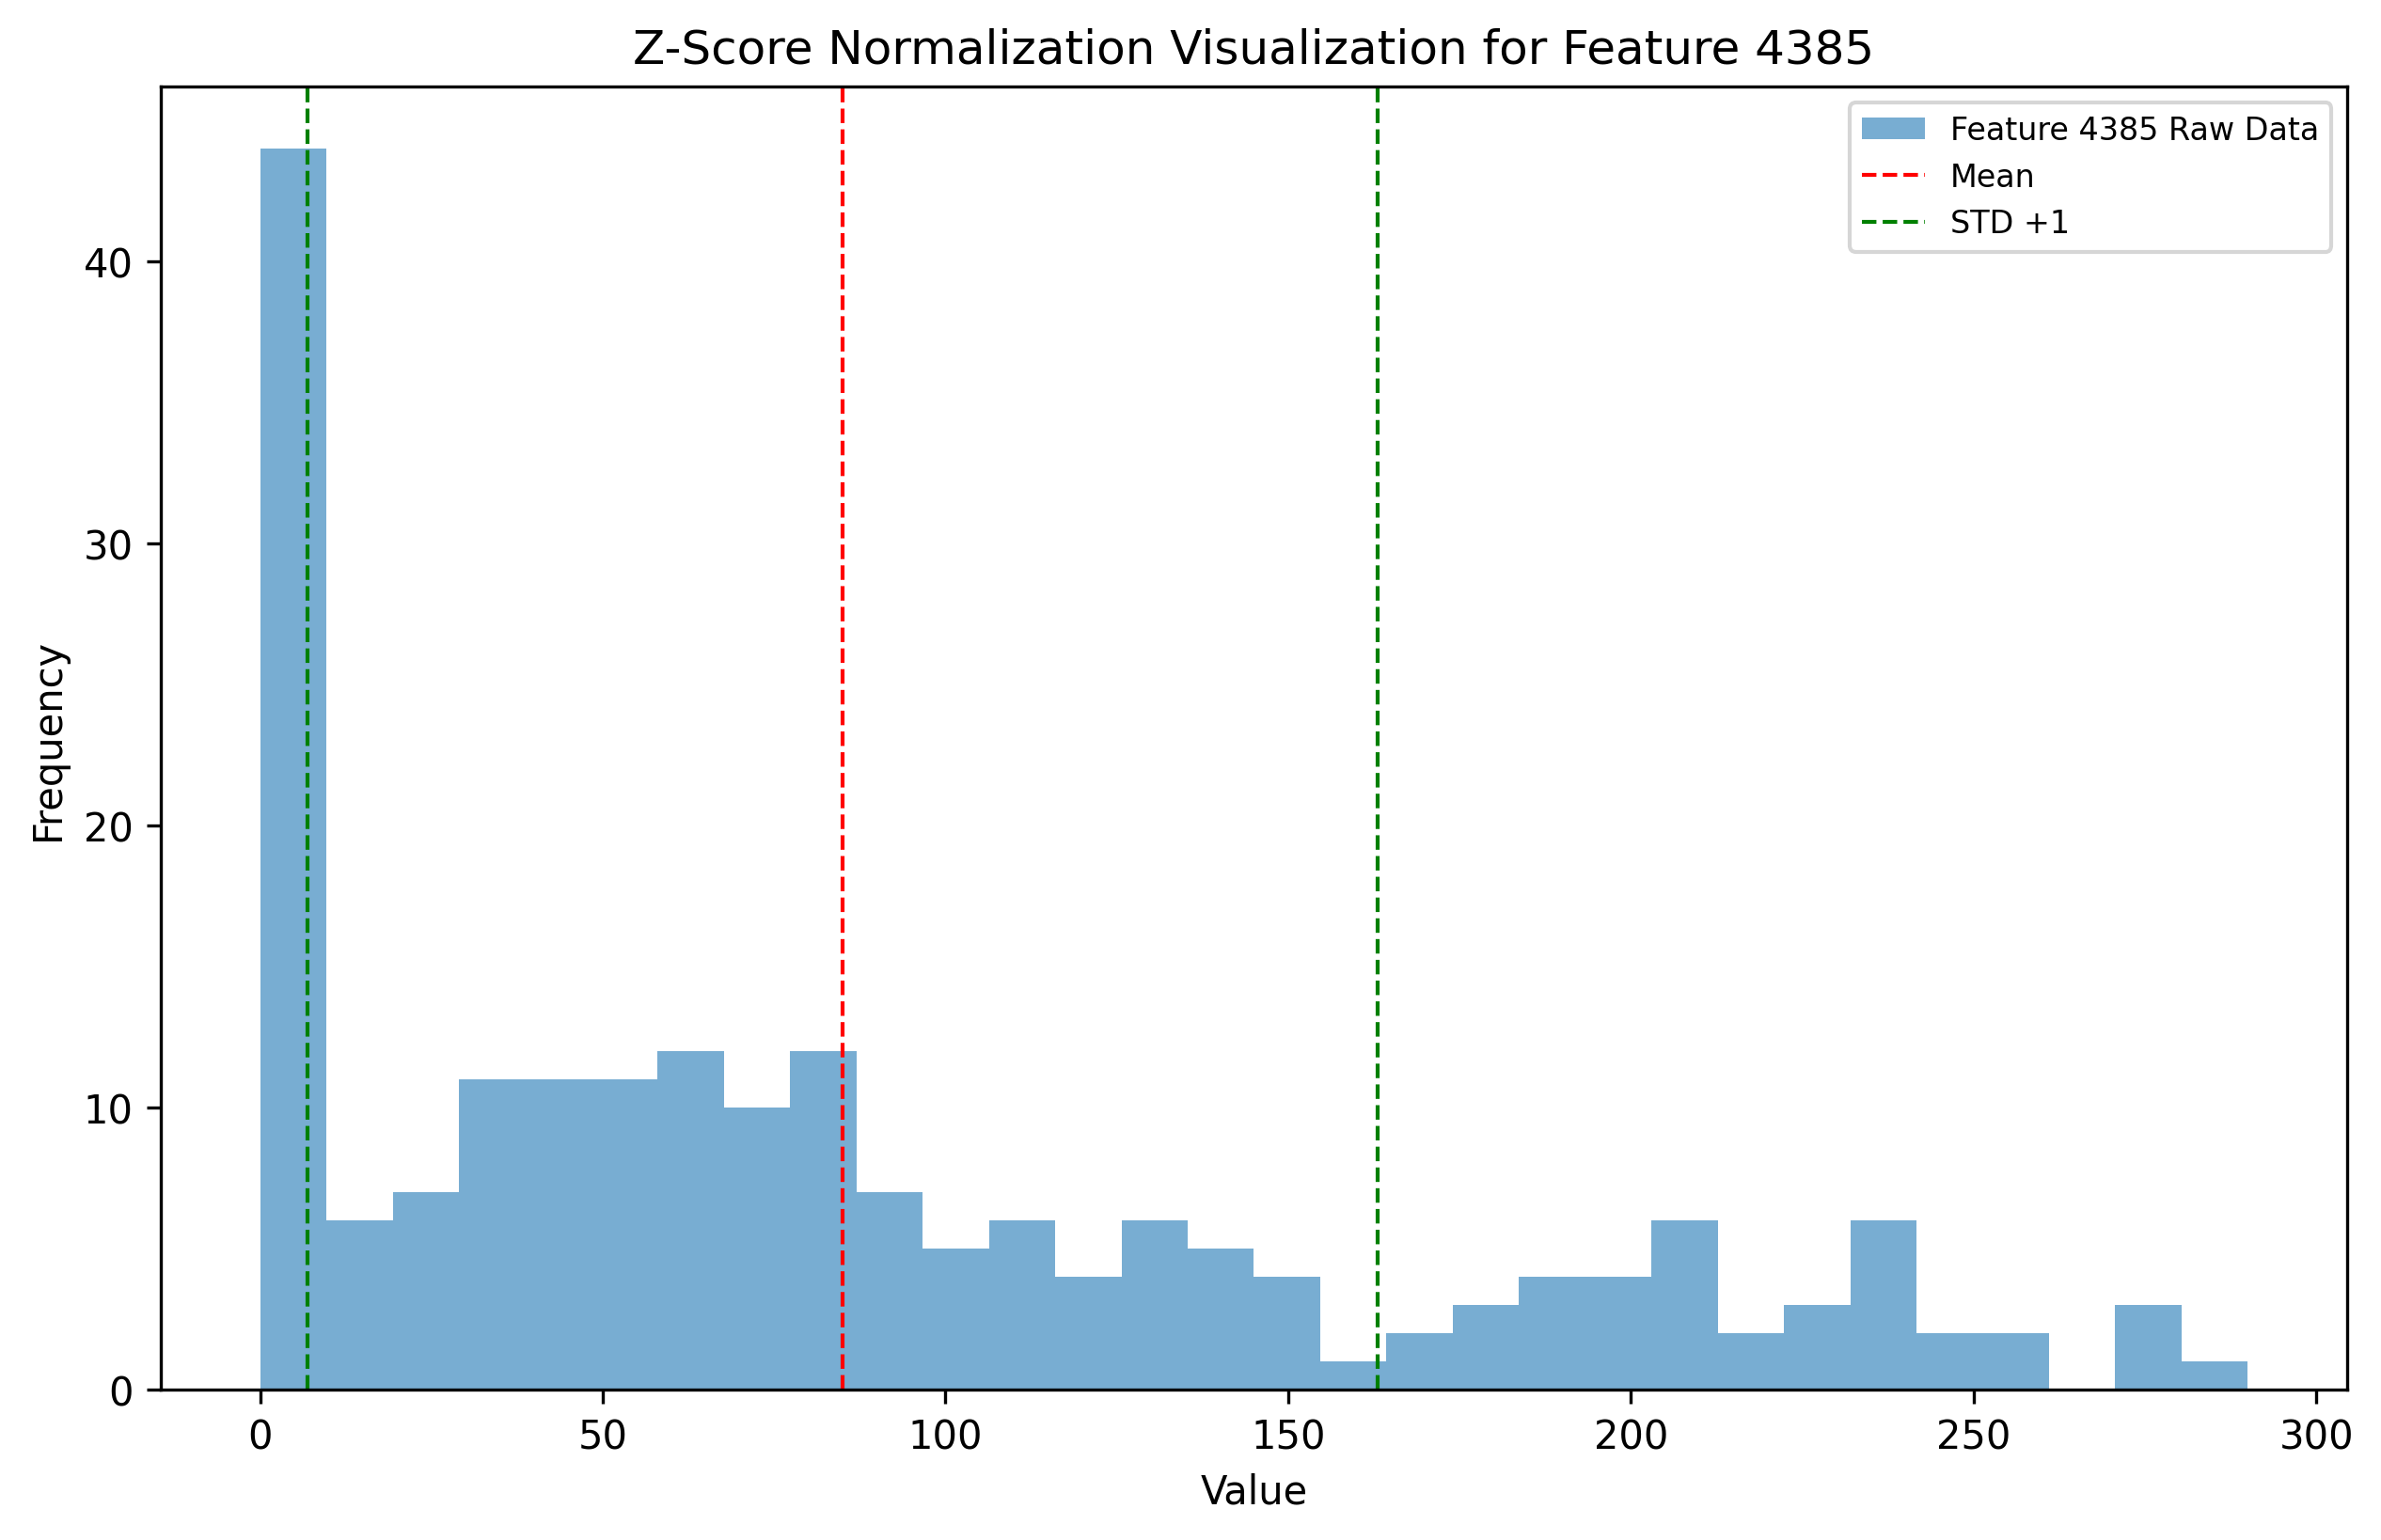 Z-Score Normalization Visualization for Feature 4385
Feature 4385 Raw Data
Mean
STD +1
Frequency
40
30
20
10
0
0 50 100 150 200 250 300
Value